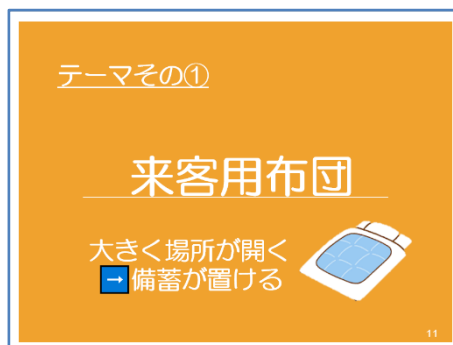 テーマその①
来客用布団
大きく場所が開く
➡備蓄が置ける
11